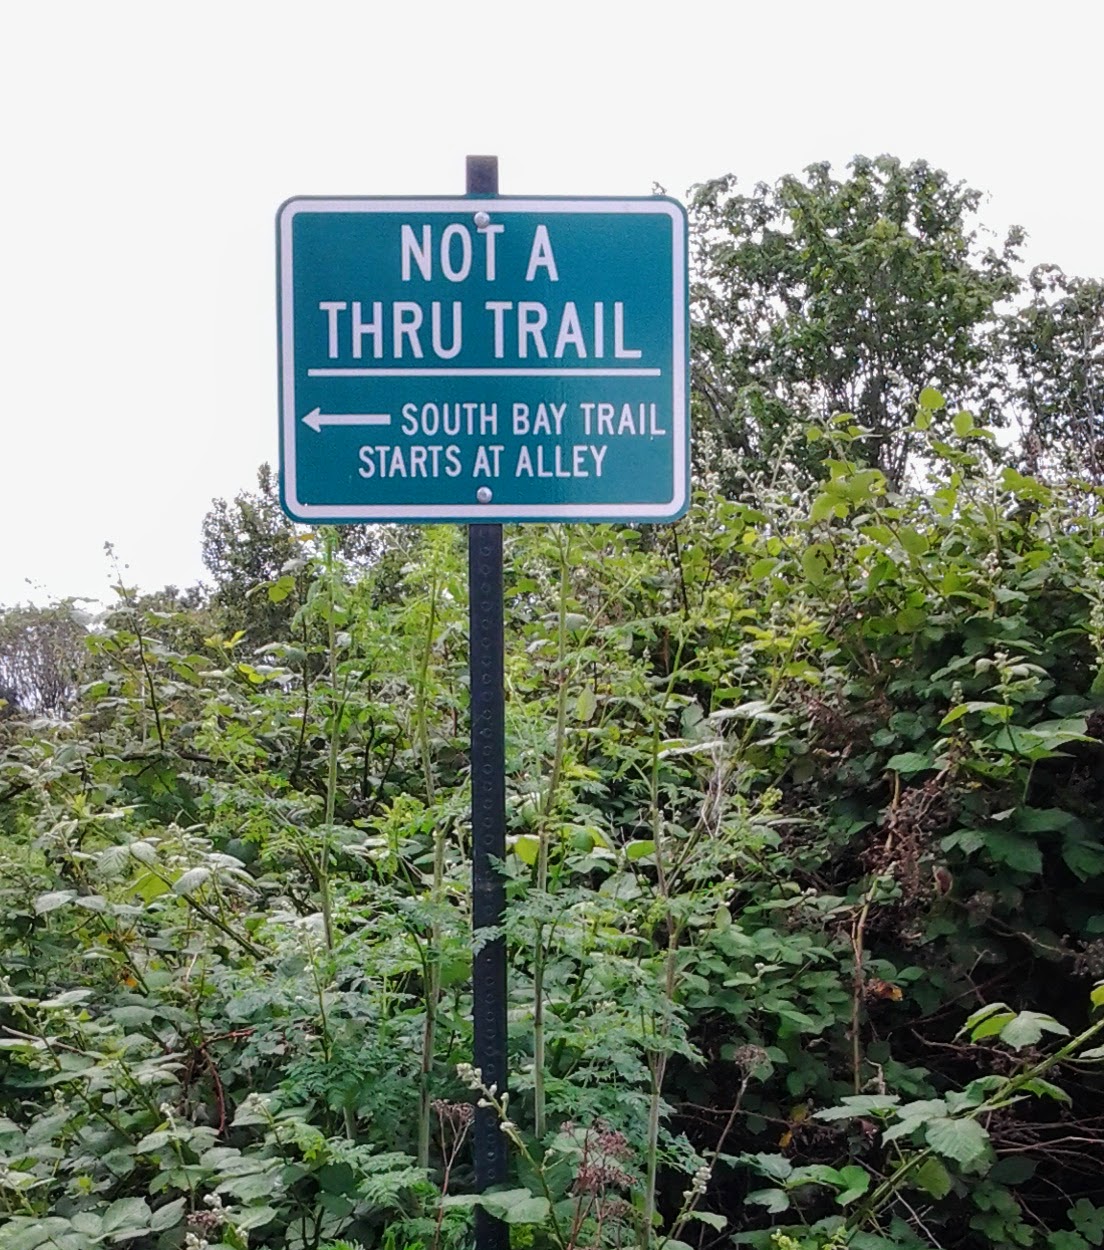 NOT A
THRU TRAIL
← SOUTH BAY TRAIL
STARTS AT ALLEY